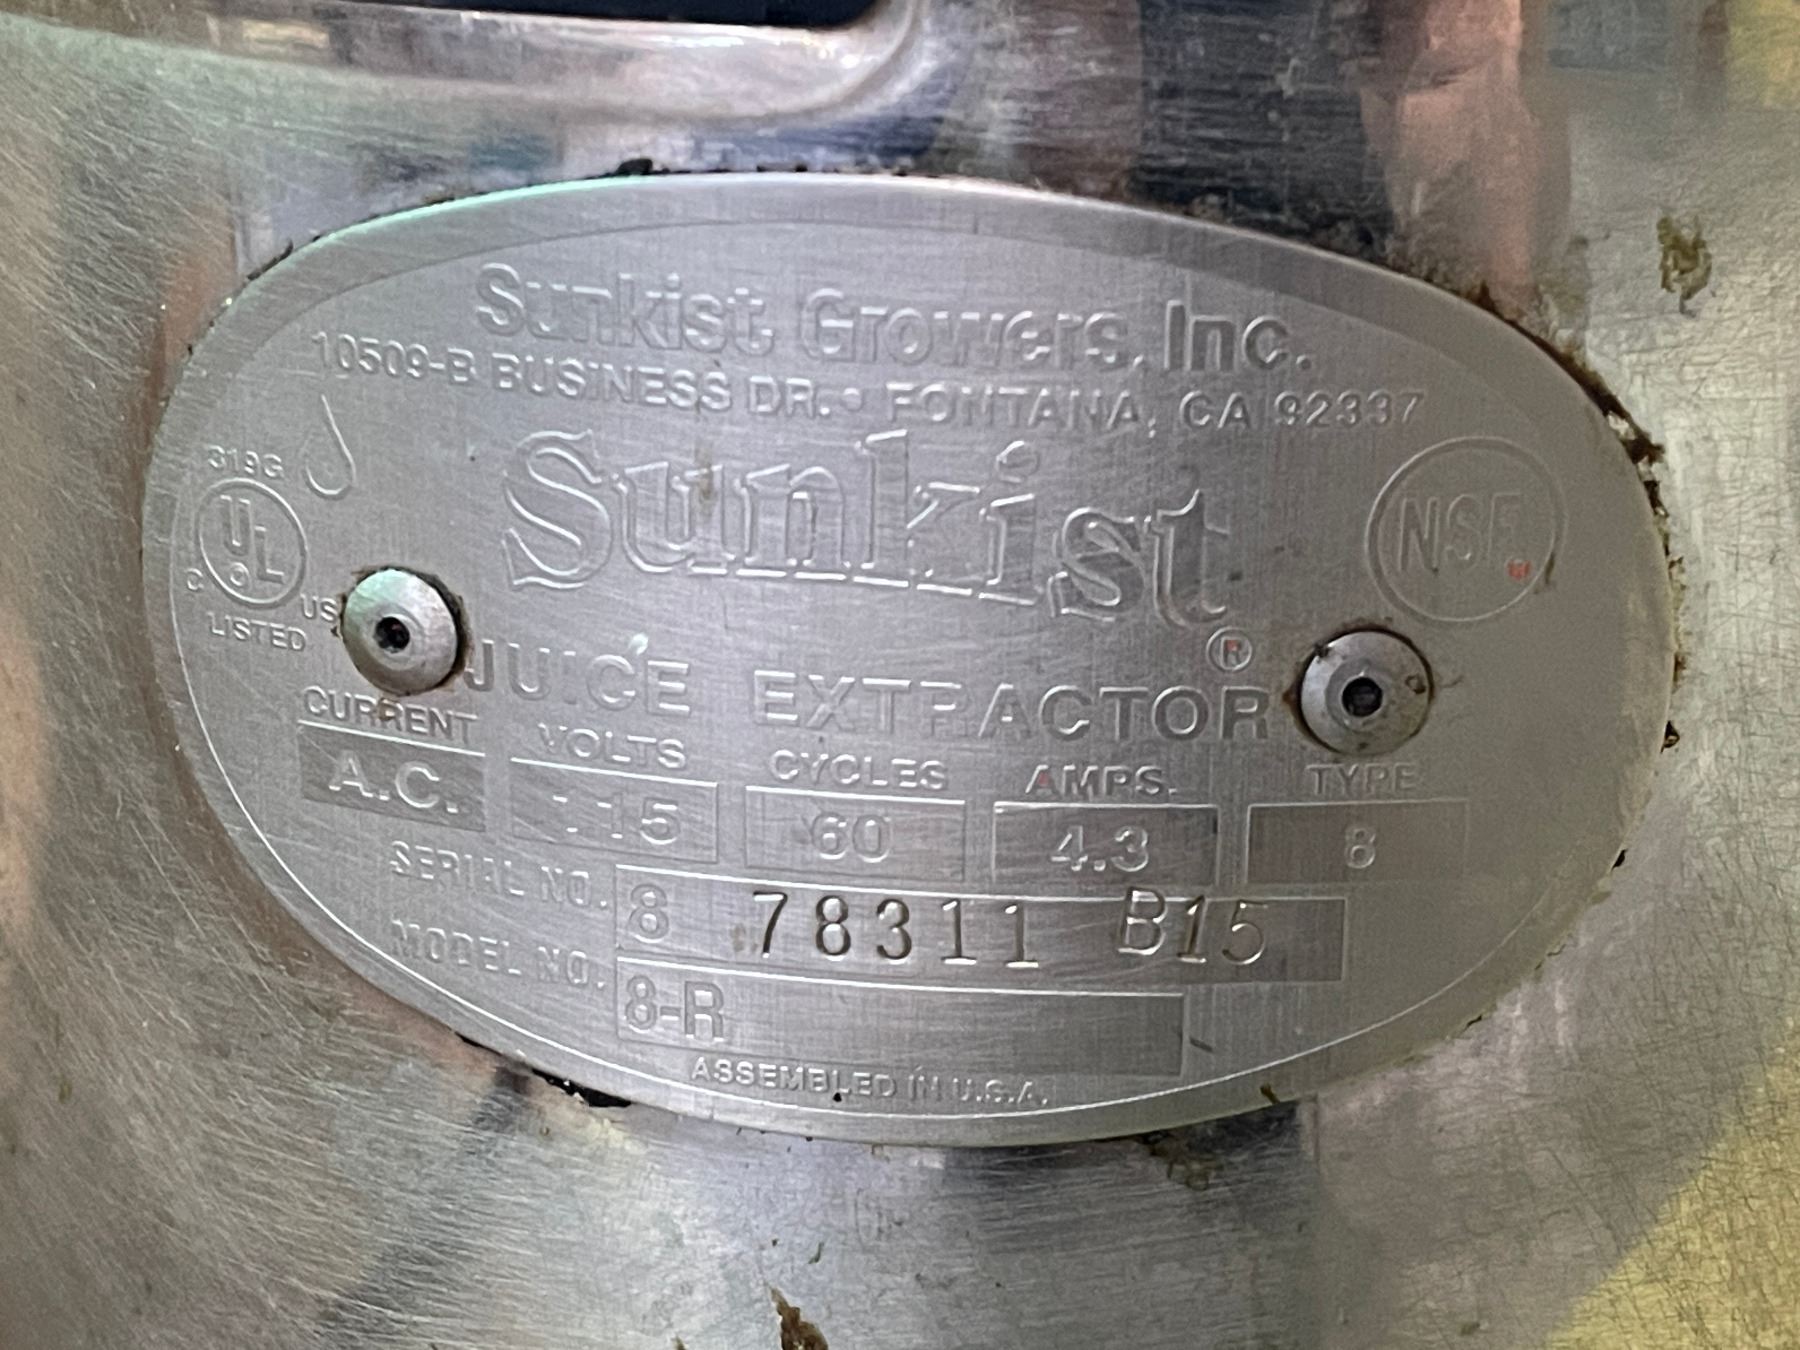 Sunkist Growers, Inc.
10509-B BUSINESS DR. • FONTANA, CA 92337
319G
UL
C US
LISTED
Sunkist®
NSF.
JUICE EXTRACTOR
CURRENT VOLTS CYCLES AMPS. TYPE
A.C. 115 60 4.3 8
SERIAL NO. 8 78311 B15
MODEL NO. 8-R
ASSEMBLED IN U.S.A.